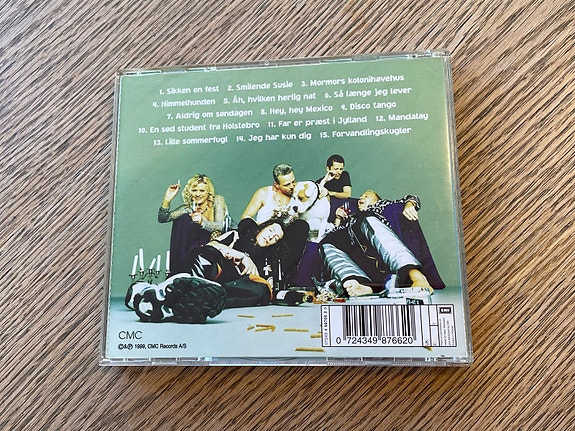 1. Sikken en fest 2. Smilende Susie 3. Mormors kolonihavehus
4. Himmelhunden 5. Åh, hvilken herlig nat 6. Så længe jeg lever
7. Aldrig om søndagen 8. Hey, hey Mexico 9. Disco tango
10. En sød student fra Holstebro 11. Far er præst i Jylland 12. Mandalay
13. Lille sommerfugl 14. Jeg har kun dig 15. Forvandlingskugler
CMC
©&℗ 1999, CMC Records A/S
EMI
0 724349 876620